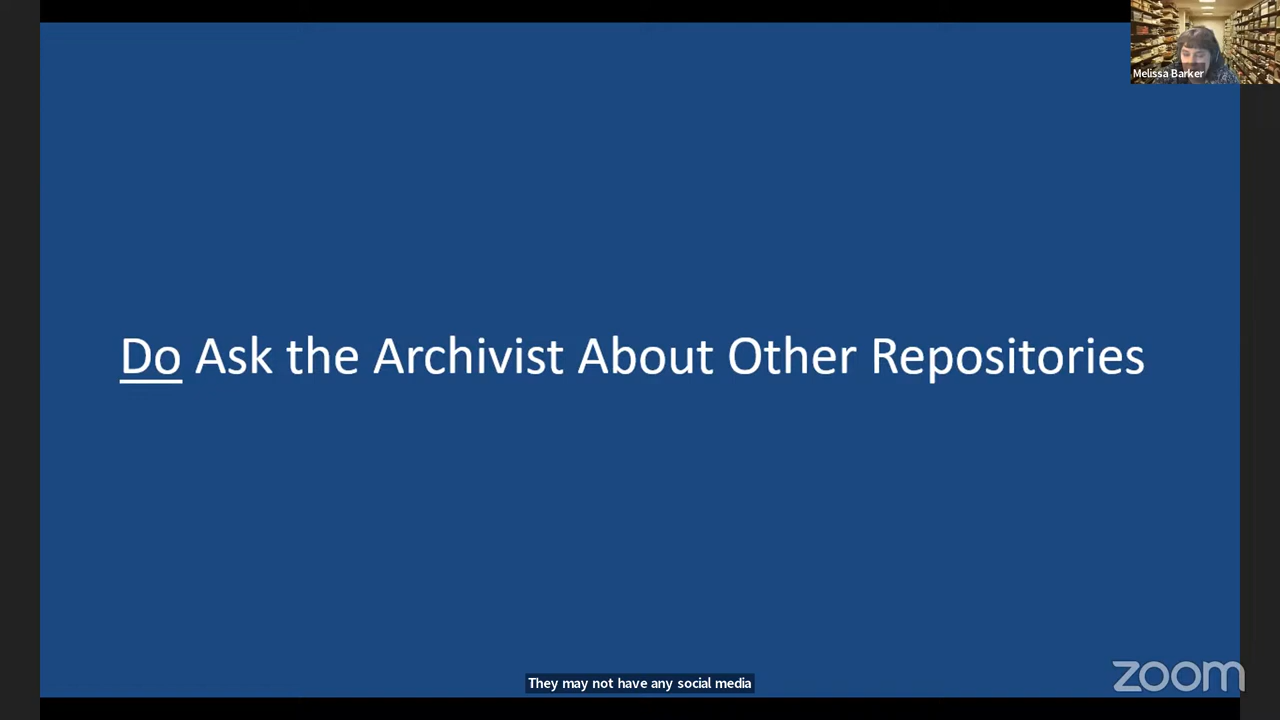 Melissa Barker
Do Ask the Archivist About Other Repositories
They may not have any social media
zoom